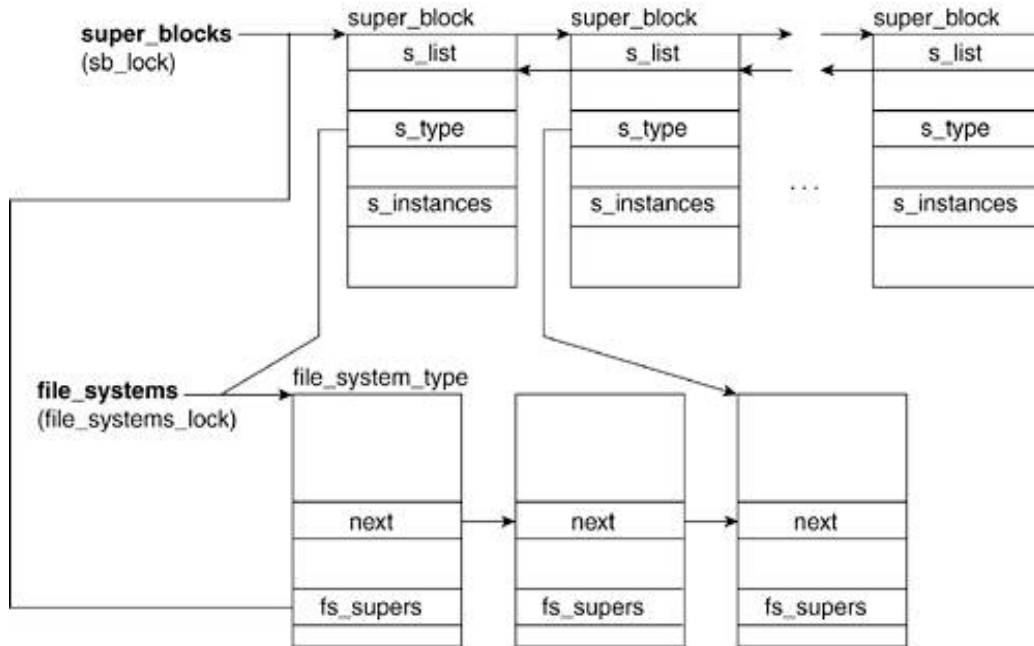 super_block
super_block
super_block
super_blocks
(sb_lock)
s_list
s_list
s_list
s_type
s_type
s_type
...
s_instances
s_instances
s_instances
file_system_type
file_systems
(file_systems_lock)
next
next
next
fs_supers
fs_supers
fs_supers